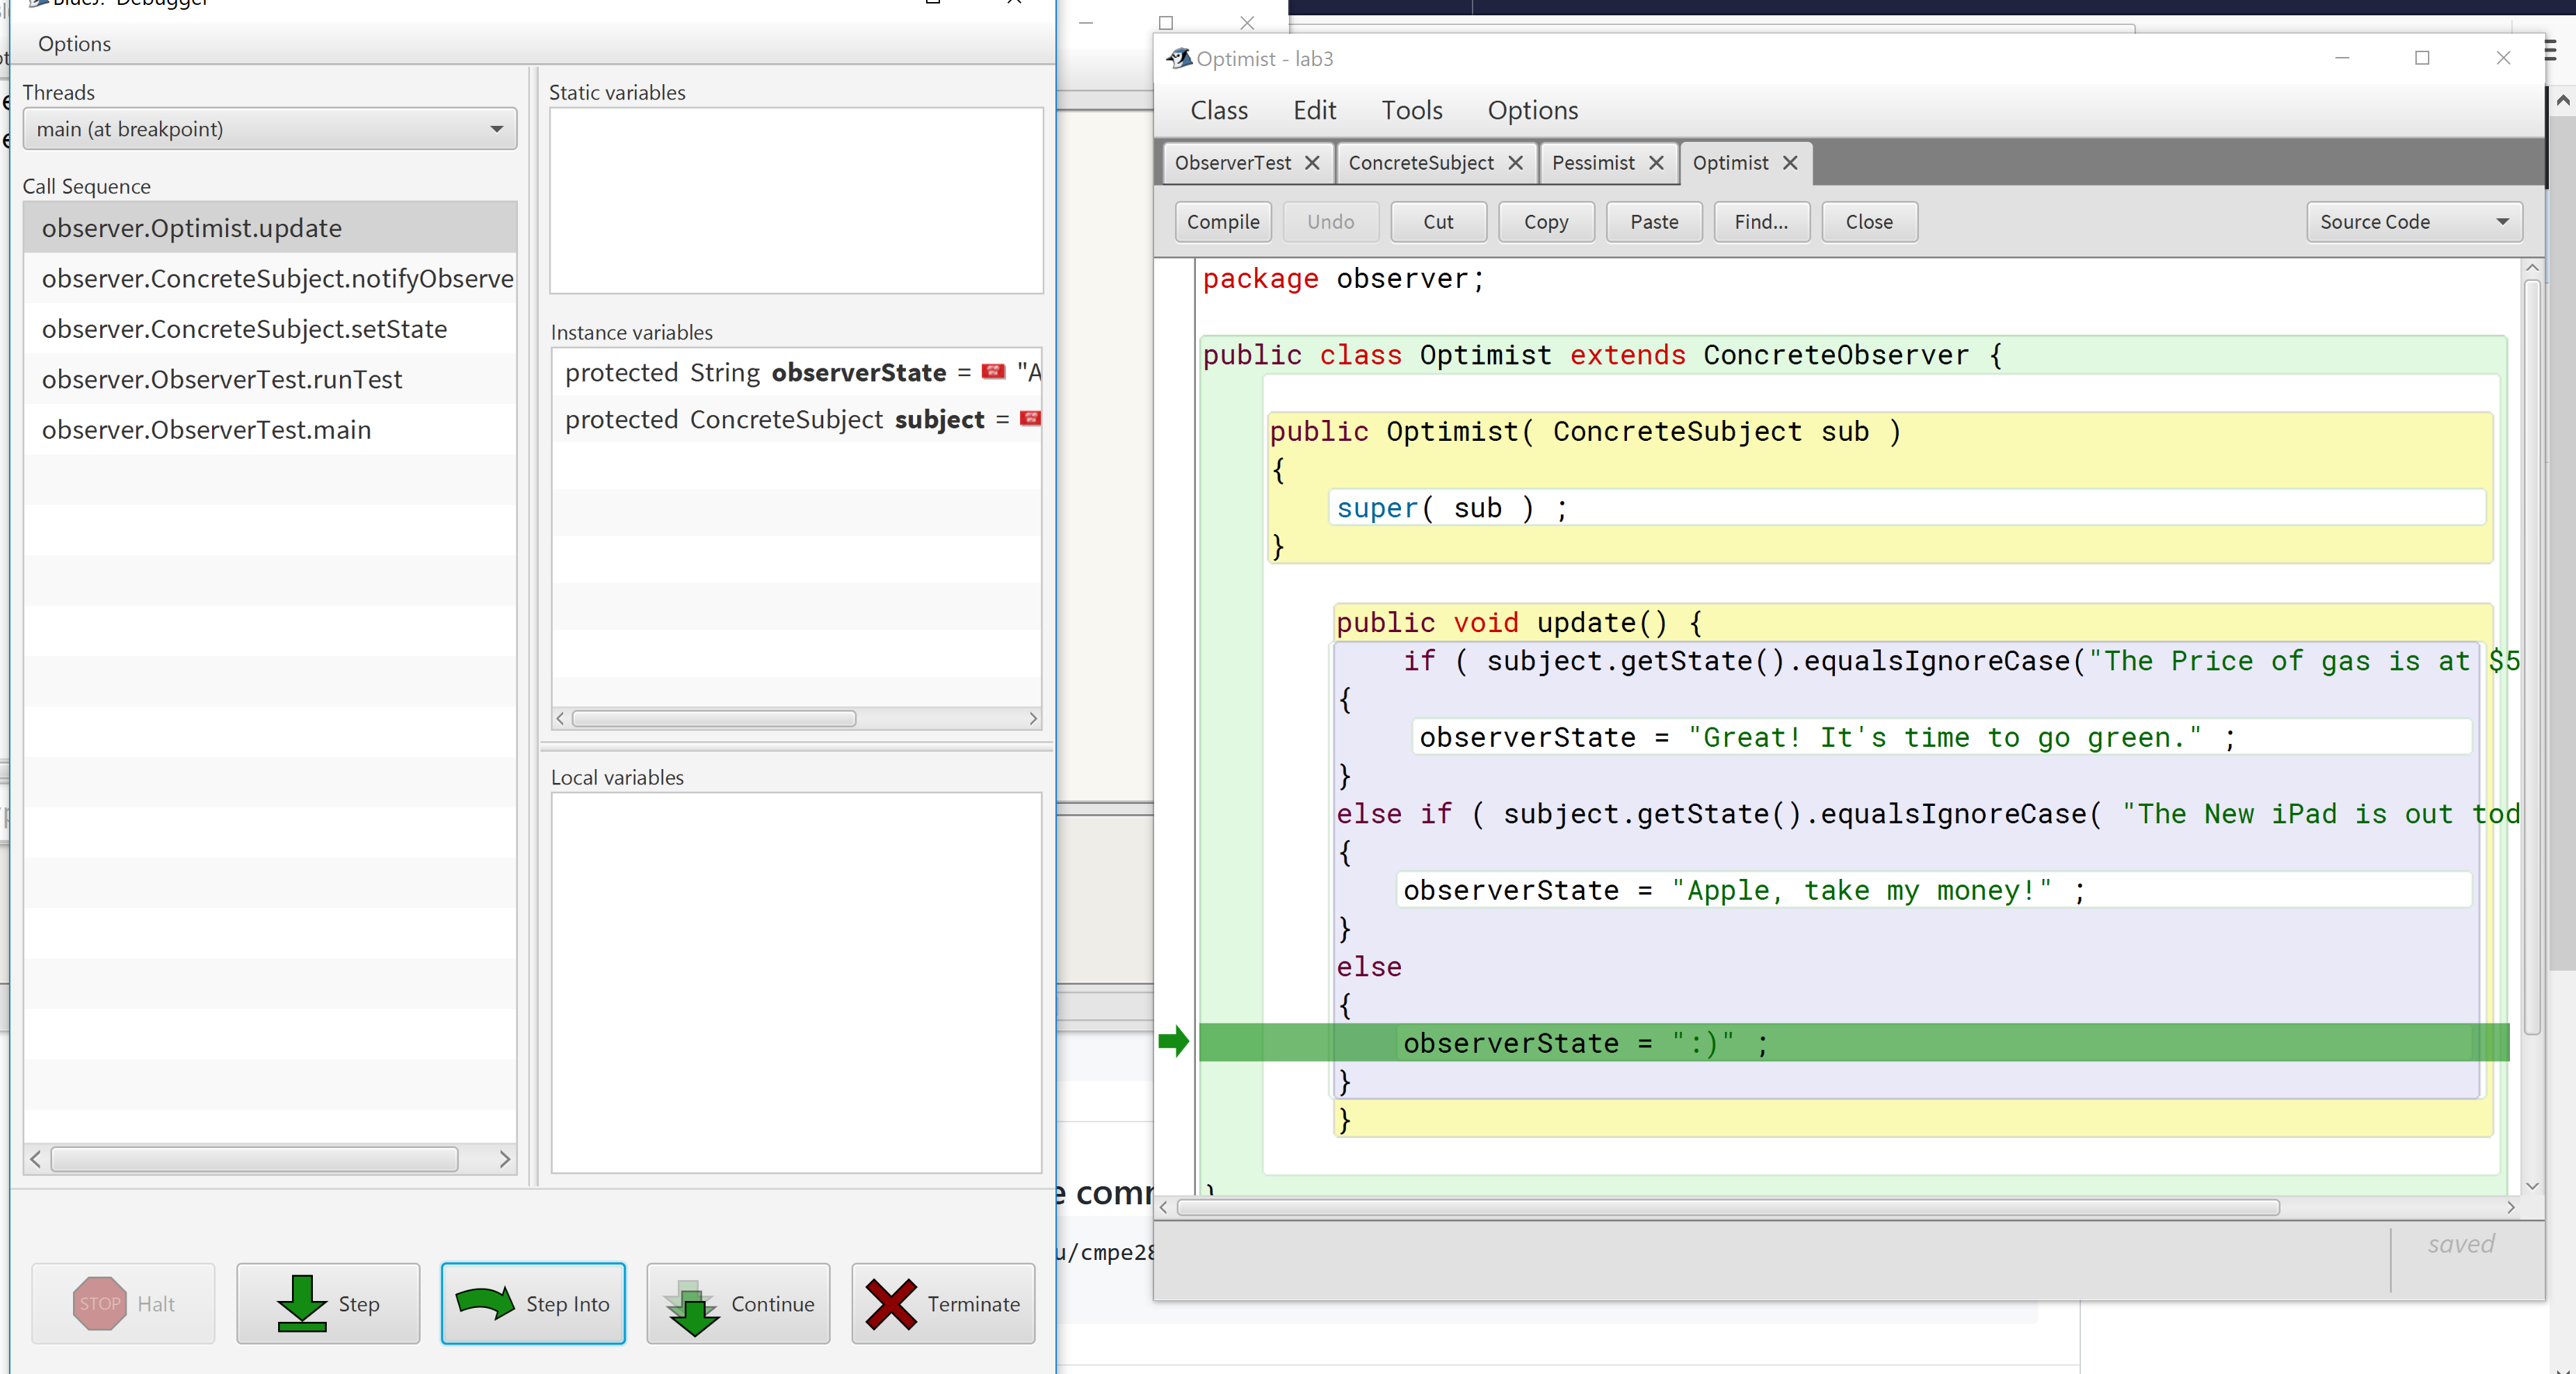 BlueJ: Debugger
Options
Threads
main (at breakpoint)
Call Sequence
observer.Optimist.update
observer.ConcreteSubject.notifyObserve
observer.ConcreteSubject.setState
observer.ObserverTest.runTest
observer.ObserverTest.main
Static variables
Instance variables
protected String observerState = "A
protected ConcreteSubject subject =
Local variables
STOP Halt
Step
Step Into
Continue
Terminate
e comm
u/cmpe28
Optimist - lab3
Class Edit Tools Options
ObserverTest ConcreteSubject Pessimist Optimist
Compile Undo Cut Copy Paste Find... Close Source Code
package observer;
public class Optimist extends ConcreteObserver {
public Optimist( ConcreteSubject sub )
{
super( sub ) ;
}
public void update() {
if ( subject.getState().equalsIgnoreCase("The Price of gas is at $5
{
observerState = "Great! It's time to go green." ;
}
else if ( subject.getState().equalsIgnoreCase( "The New iPad is out tod
{
observerState = "Apple, take my money!" ;
}
else
{
observerState = ":)" ;
}
}
}
saved